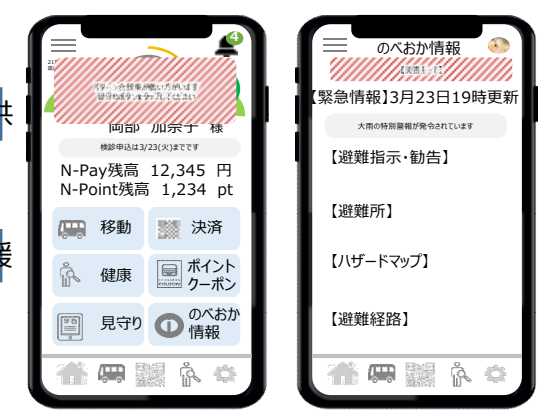 供
援
4
岡部 加奈子 様
検診申込は3/23(火)までです
N-Pay残高 12,345 円
N-Point残高 1,234 pt
移動
決済
健康
ポイント
クーポン
見守り
のべおか
情報
のべおか情報
【緊急情報】3月23日19時更新
大雨の特別警報が発令されています
【避難指示・勧告】
【避難所】
【ハザードマップ】
【避難経路】